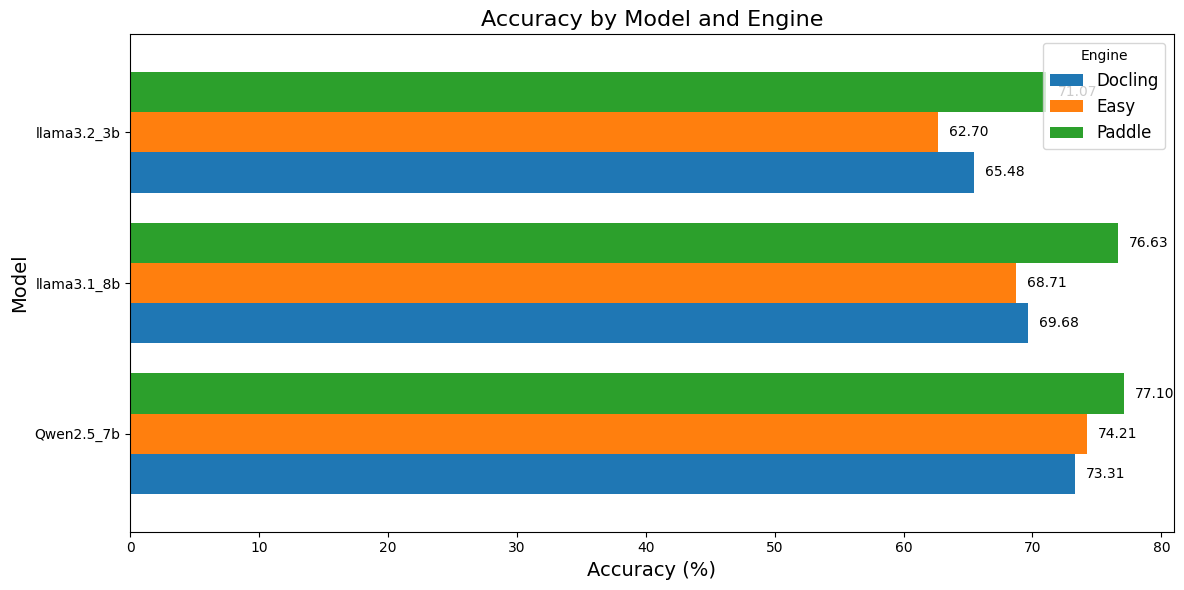 Accuracy by Model and Engine
Engine
Docling
Easy
Paddle
71.07
llama3.2_3b
62.70
65.48
76.63
llama3.1_8b
68.71
69.68
77.10
Qwen2.5_7b
74.21
73.31
Model
0 10 20 30 40 50 60 70 80
Accuracy (%)